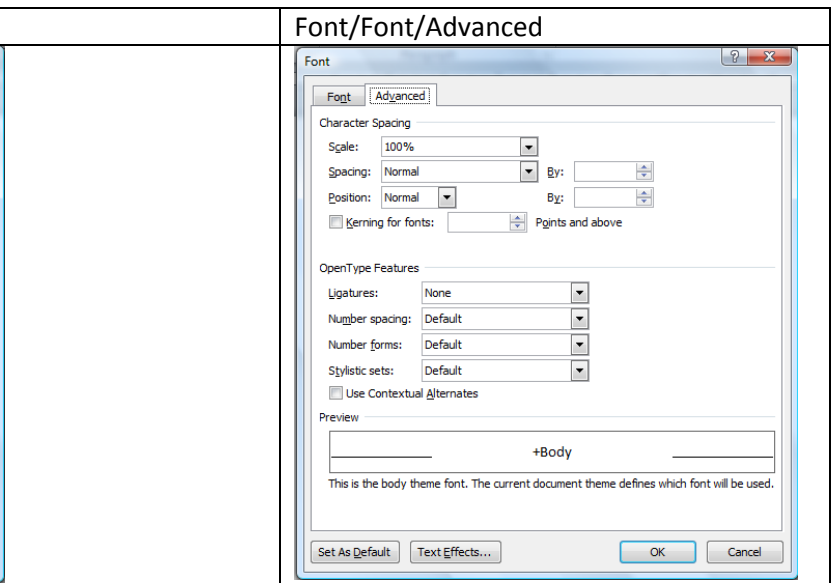 Font/Font/Advanced
Font
Font Advanced
Character Spacing
Scale: 100%
Spacing: Normal By:
Position: Normal By:
Kerning for fonts: Points and above
OpenType Features
Ligatures: None
Number spacing: Default
Number forms: Default
Stylistic sets: Default
Use Contextual Alternates
Preview
+Body
This is the body theme font. The current document theme defines which font will be used.
Set As Default Text Effects... OK Cancel